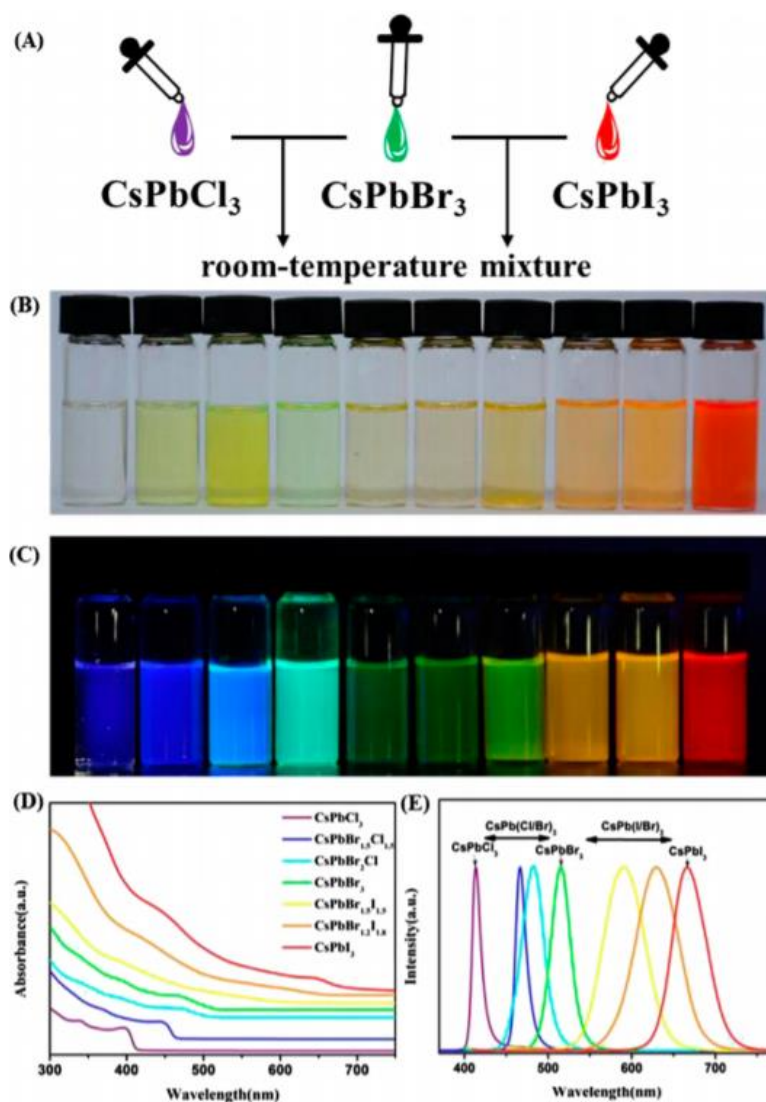 (A)
CsPbCl3 CsPbBr3 CsPbI3
room-temperature mixture
(B)
(C)
(D)
CsPbCl3
CsPbBr1.5Cl1.5
CsPbBr2Cl
CsPbBr3
CsPbBr1.5I1.5
CsPbBr1.2I1.8
CsPbI3
Absorbance(a.u.)
300 400 500 600 700
Wavelength(nm)
(E)
CsPb(Cl/Br)3 CsPb(I/Br)3
CsPbCl3 CsPbBr3 CsPbI3
Intensity(a.u.)
400 500 600 700
Wavelength(nm)